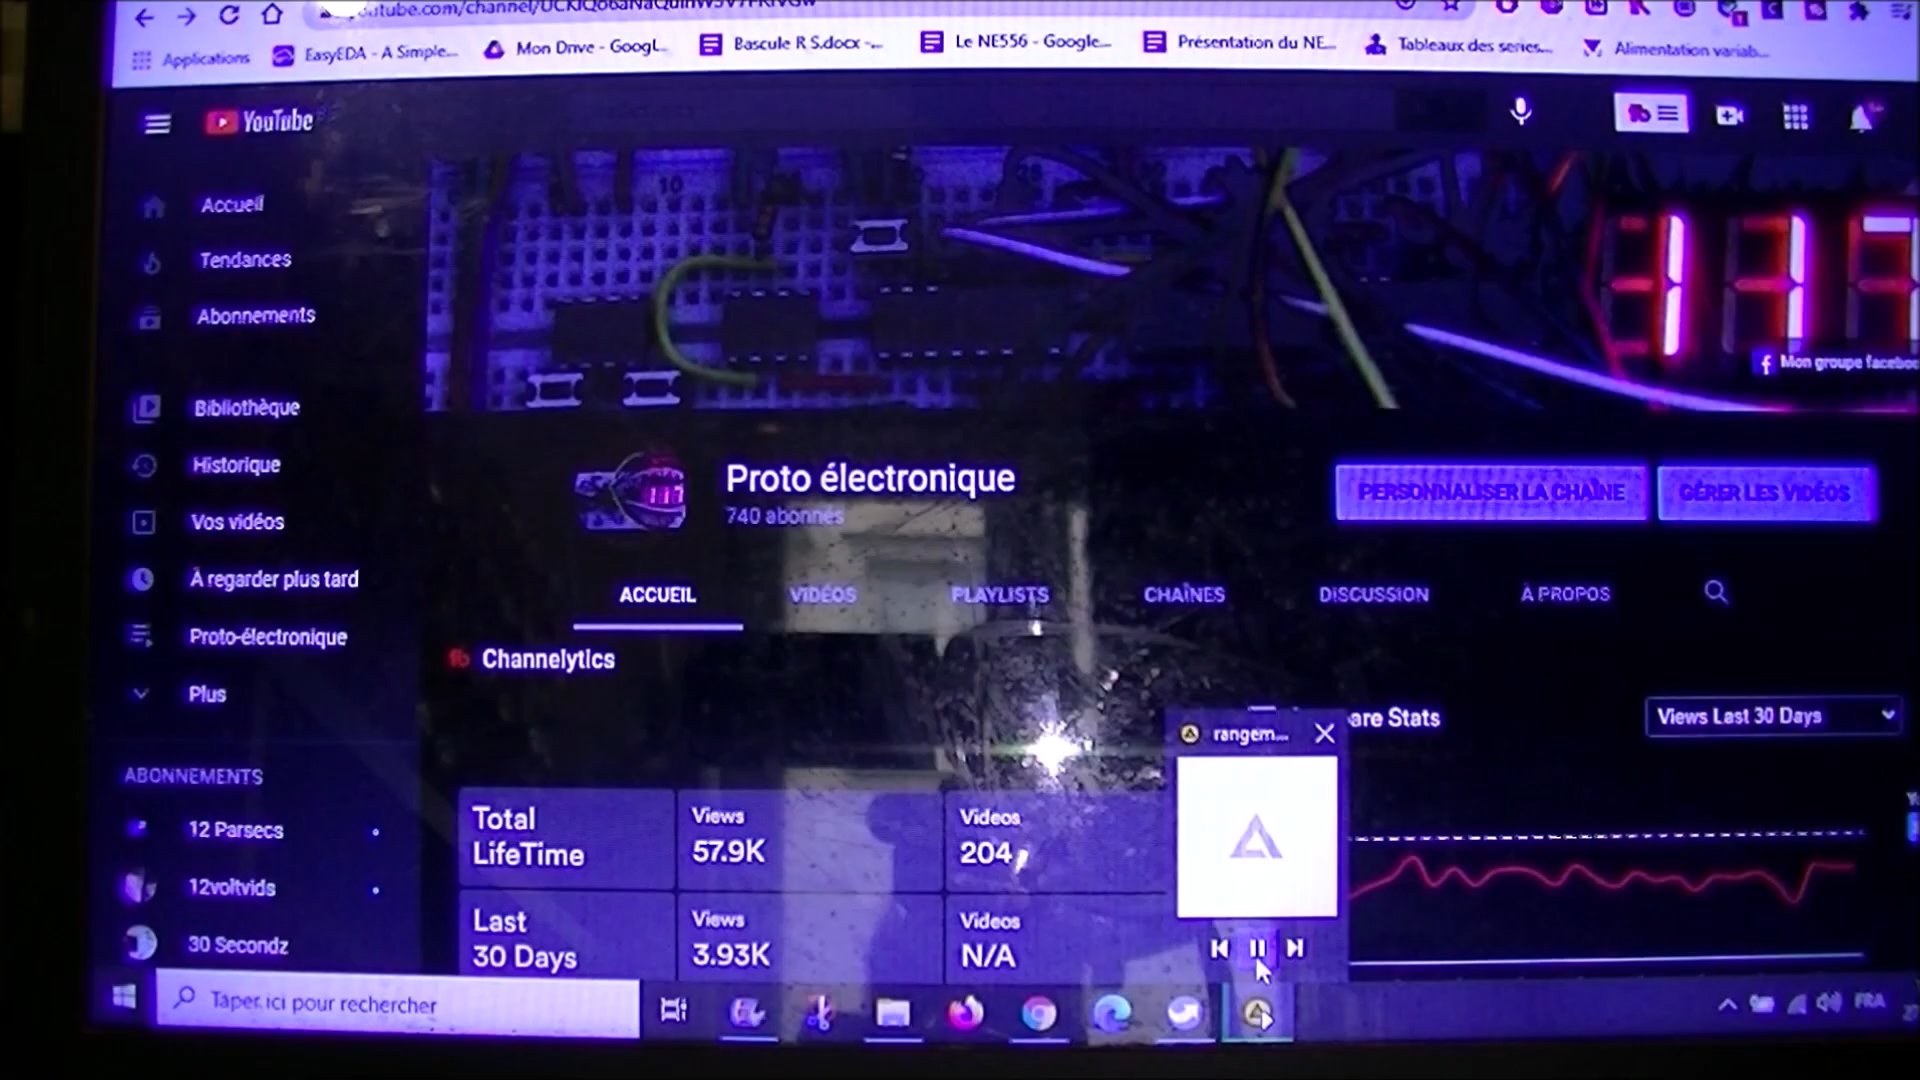 Applications
EasyEDA - A Simple...
Mon Drive - Googl...
Bascule R S.docx -...
Le NE556 - Google...
Présentation du NE...
Tableaux des series...
Alimentation variab...
YouTube
Accueil
Tendances
Abonnements
Bibliothèque
Historique
Vos vidéos
À regarder plus tard
Proto-électronique
Plus
ABONNEMENTS
12 Parsecs
12voltvids
30 Secondz
10
117
Mon groupe faceboo
Proto électronique
740 abonnés
PERSONNALISER LA CHAÎNE
GÉRER LES VIDÉOS
ACCUEIL
VIDÉOS
PLAYLISTS
CHAÎNES
DISCUSSION
À PROPOS
Channelytics
are Stats
Views Last 30 Days
Total
LifeTime
Views
57.9K
Videos
204
Last
30 Days
Views
3.93K
Videos
N/A
rangem...
Taper ici pour rechercher
FRA